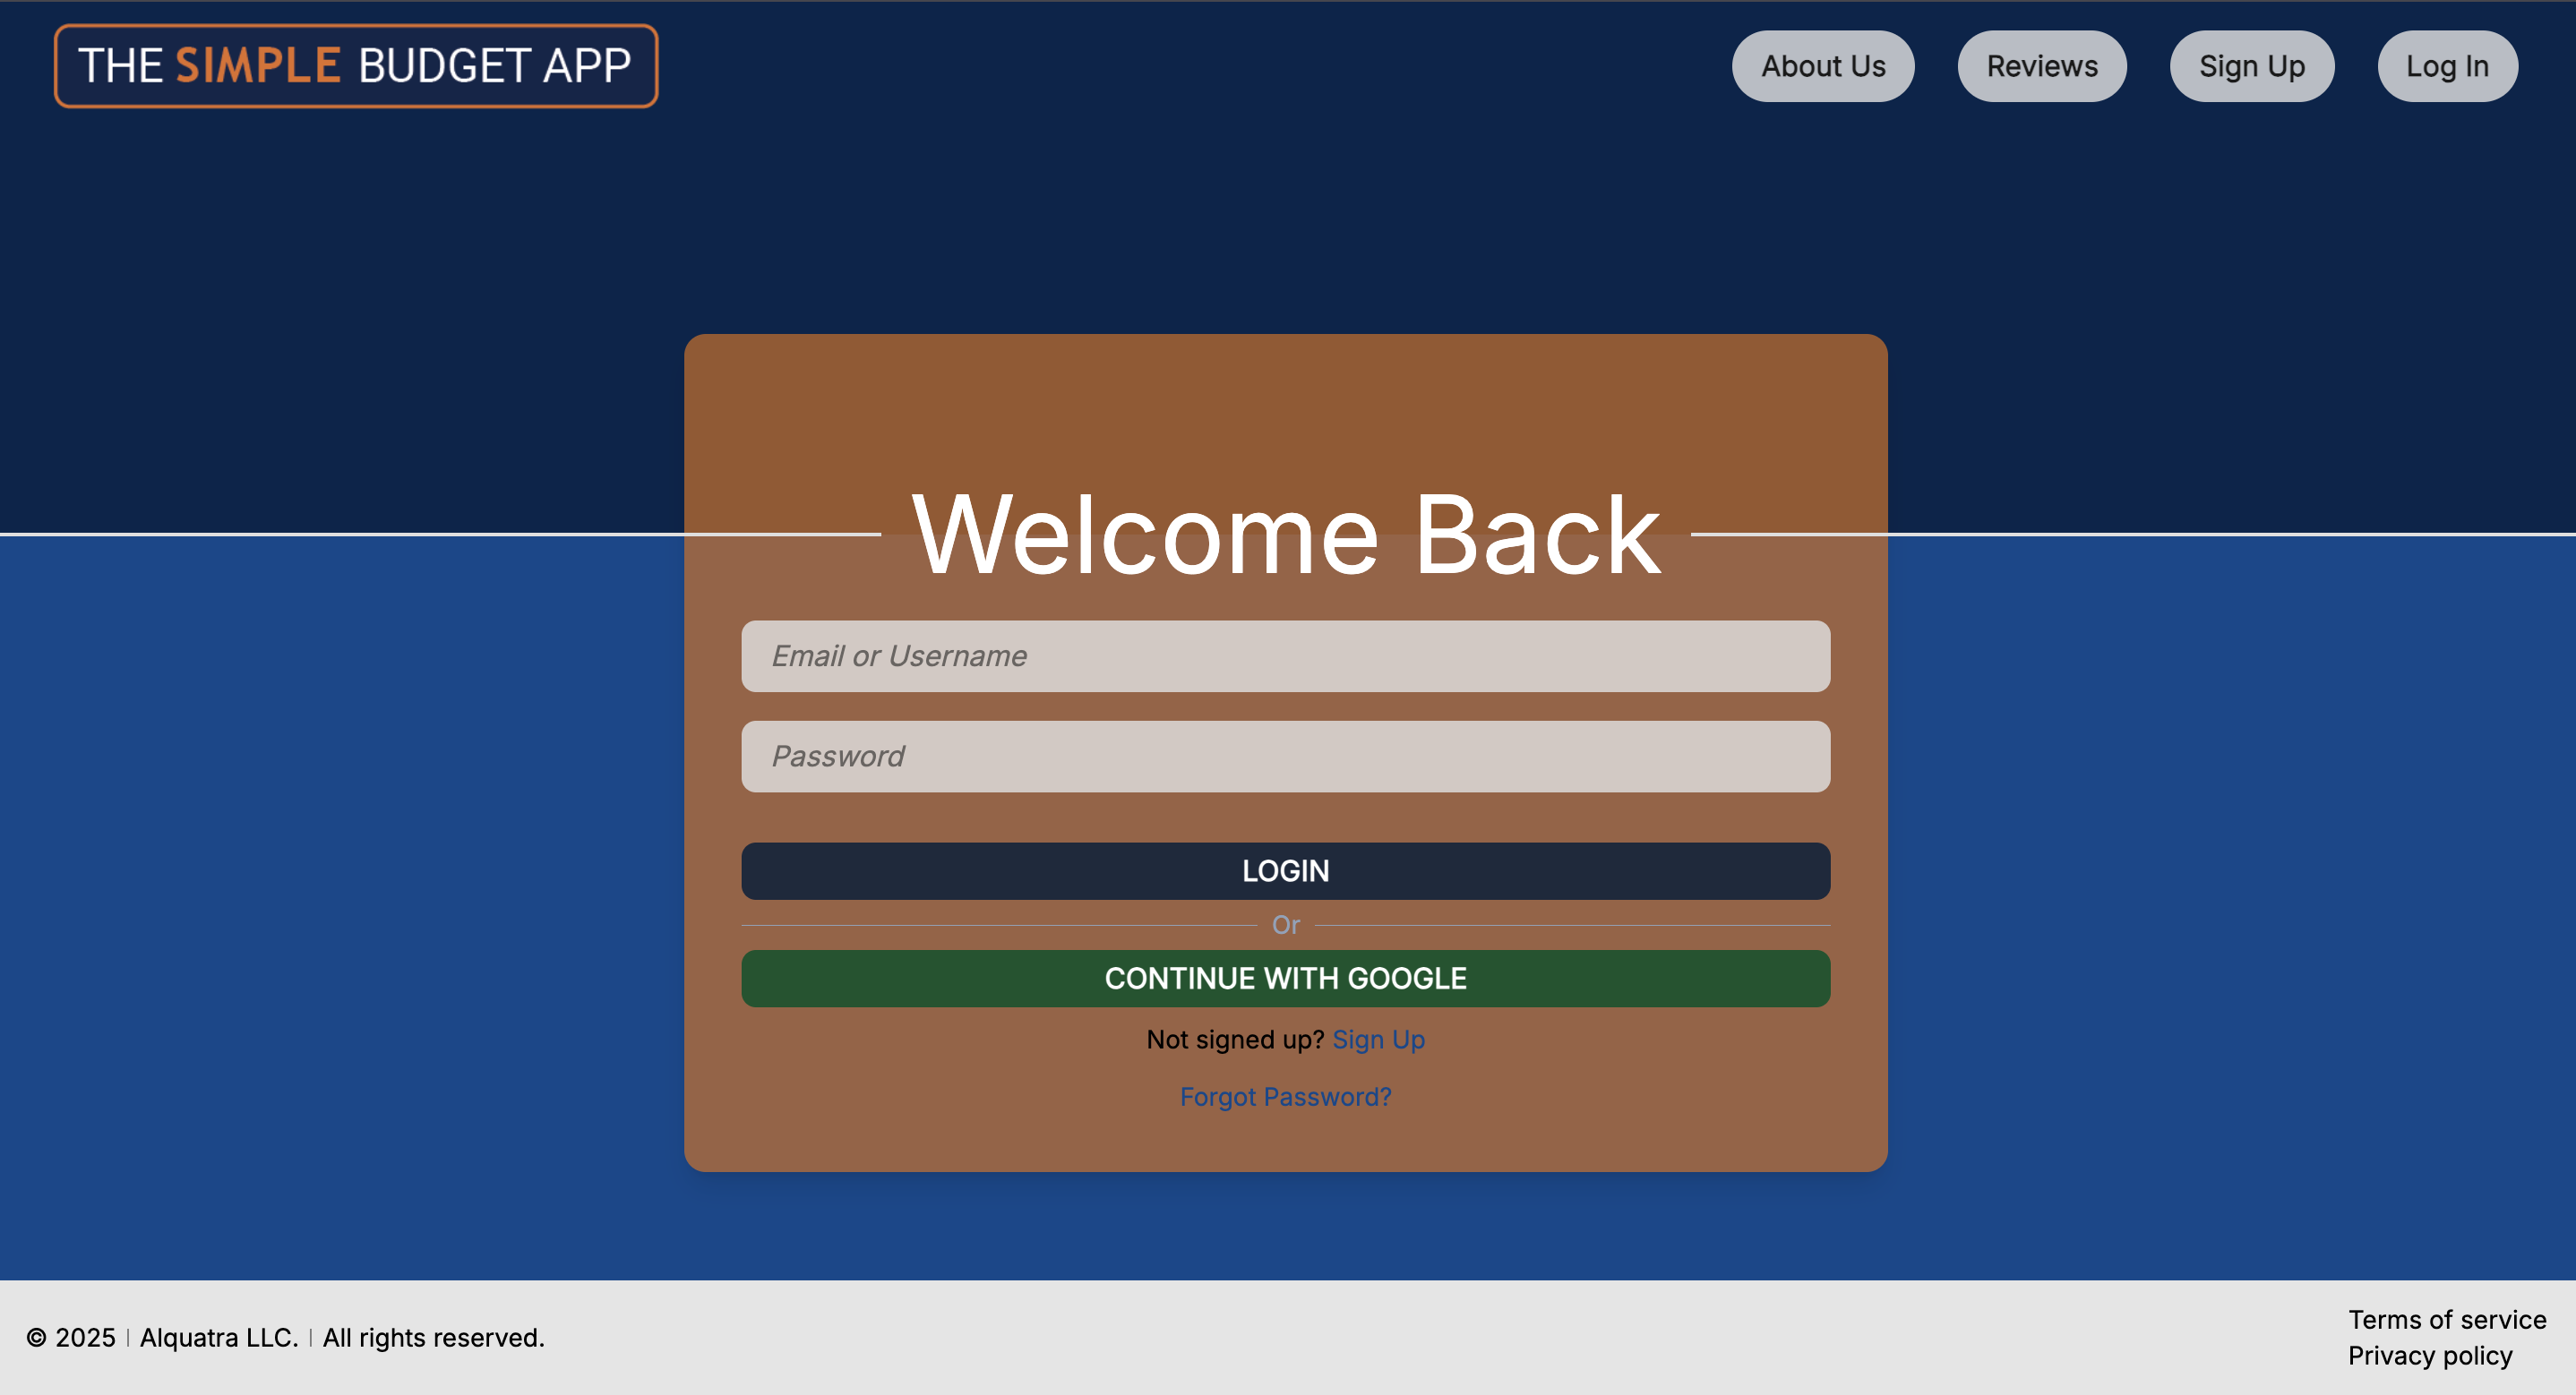 THE SIMPLE BUDGET APP
About Us
Reviews
Sign Up
Log In
Welcome Back
Email or Username
Password
LOGIN
Or
CONTINUE WITH GOOGLE
Not signed up? Sign Up
Forgot Password?
© 2025 | Alquatra LLC. | All rights reserved.
Terms of service
Privacy policy